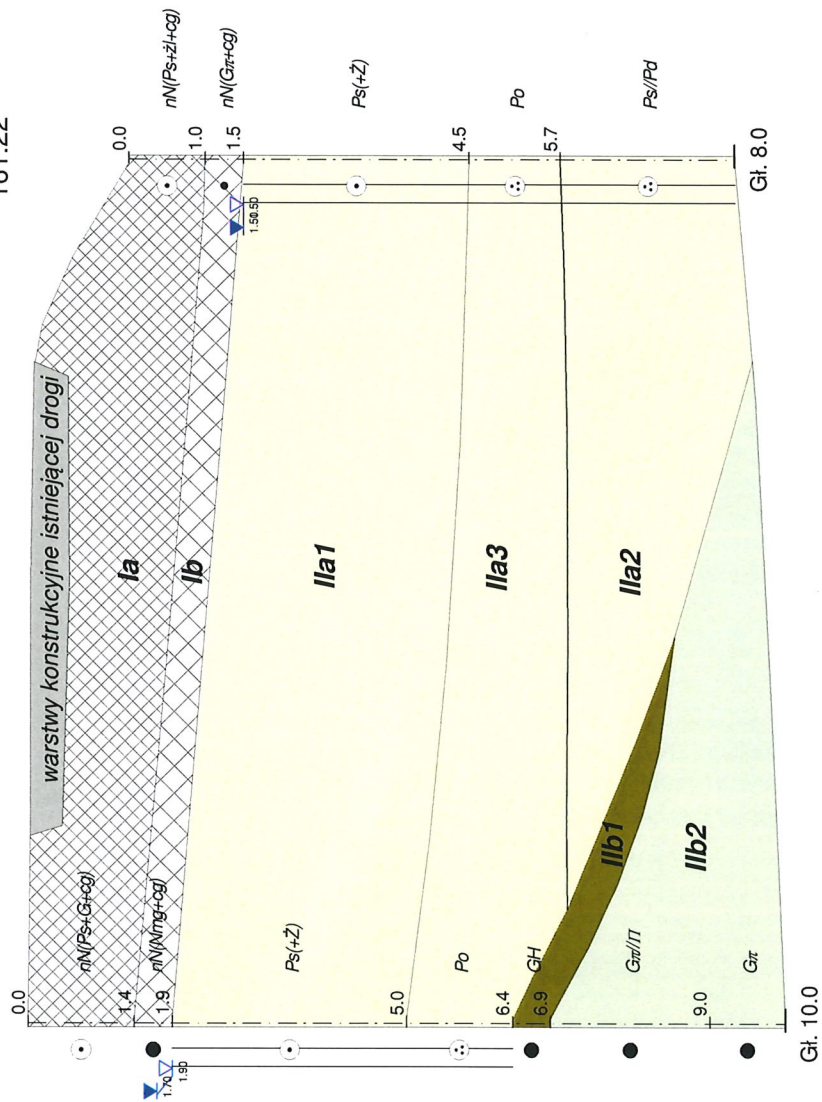 warstwy konstrukcyjne istniejącej drogi
0.0
nN(Ps+G+cg)
1.4
nN(Nmg+cg)
1.9
1.70
1.90
Ps(+Ż)
5.0
Po
6.4
GH
6.9
Gπ//Π
9.0
Gπ
Gł. 10.0
Ia
Ib
IIa1
IIa3
IIa2
IIb1
IIb2
0.0
nN(Ps+żl+cg)
1.0
nN(Gπ+cg)
1.5
1.50
1.50
Ps(+Ż)
4.5
Po
5.7
Ps//Pd
Gł. 8.0